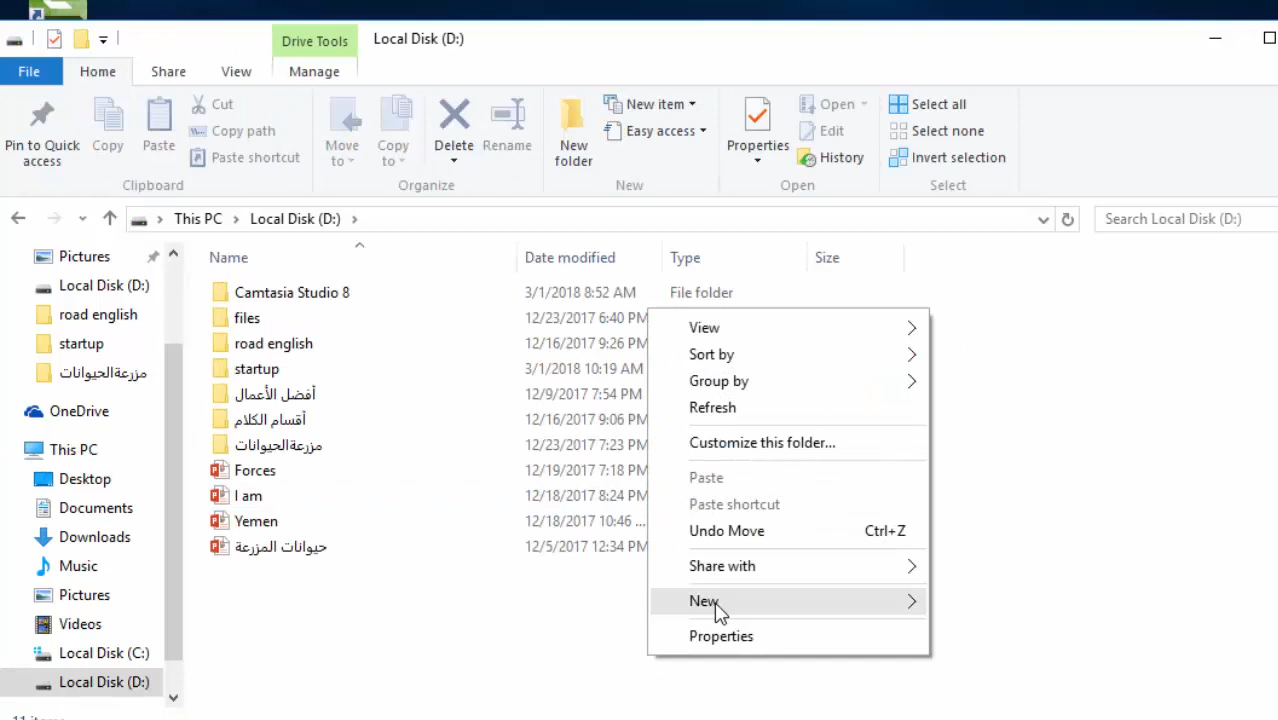 Drive Tools
Local Disk (D:)
File
Home
Share
View
Manage
Pin to Quick access
Copy
Paste
Cut
Copy path
Paste shortcut
Clipboard
Move to
Copy to
Delete
Rename
Organize
New folder
New item
Easy access
New
Properties
Open
Edit
History
Open
Select all
Select none
Invert selection
Select
This PC
Local Disk (D:)
Search Local Disk (D:)
Pictures
Local Disk (D:)
road english
startup
مزرعةالحيوانات
OneDrive
This PC
Desktop
Documents
Downloads
Music
Pictures
Videos
Local Disk (C:)
Local Disk (D:)
Name Date modified Type Size
Camtasia Studio 8 3/1/2018 8:52 AM File folder
files 12/23/2017 6:40 PM
road english 12/16/2017 9:26 PM
startup 3/1/2018 10:19 AM
أفضل الأعمال 12/9/2017 7:54 PM
أقسام الكلام 12/16/2017 9:06 PM
مزرعةالحيوانات 12/23/2017 7:23 PM
Forces 12/19/2017 7:18 PM
I am 12/18/2017 8:24 PM
Yemen 12/18/2017 10:46 ...
حيوانات المزرعة 12/5/2017 12:34 PM
View
Sort by
Group by
Refresh
Customize this folder...
Paste
Paste shortcut
Undo Move Ctrl+Z
Share with
New
Properties